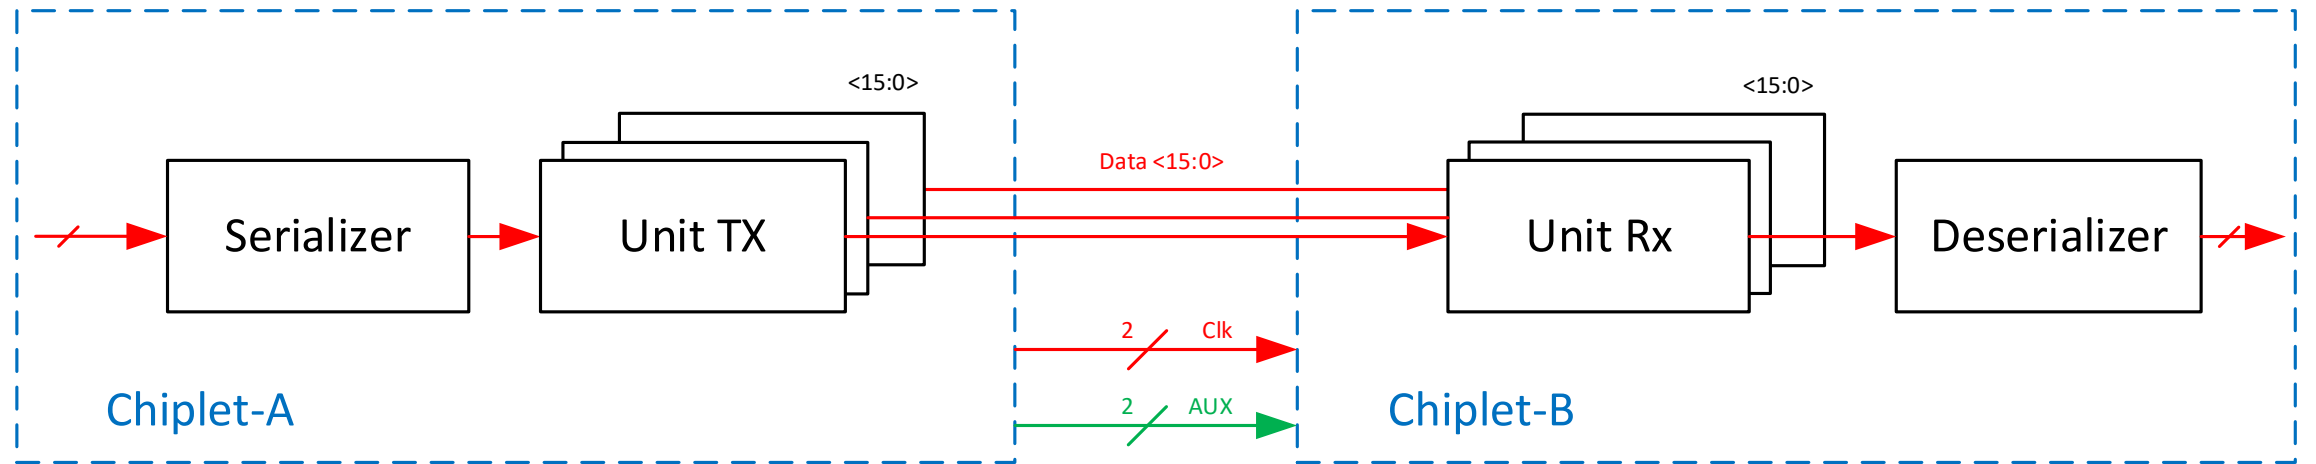 <15:0>
<15:0>
Data <15:0>
Serializer
Unit TX
Unit Rx
Deserializer
2 Clk
2 AUX
Chiplet-A
Chiplet-B